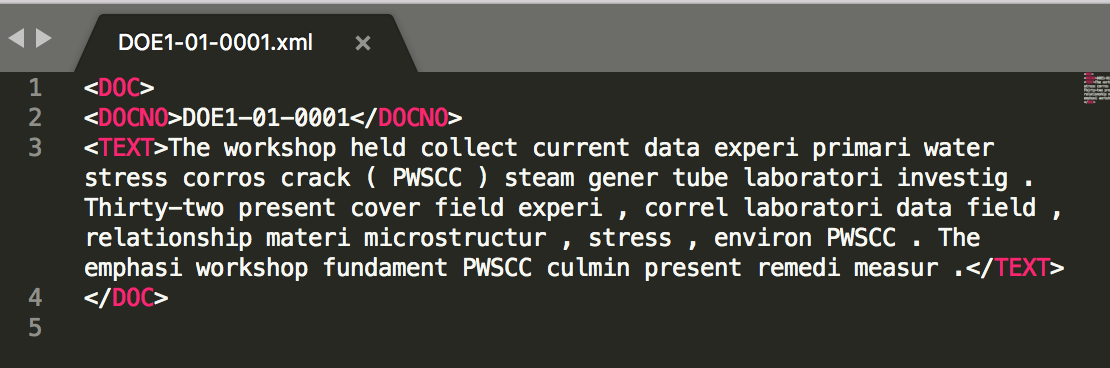 DOE1-01-0001.xml ×
1 <DOC>
2 <DOCNO>DOE1-01-0001</DOCNO>
3 <TEXT>The workshop held collect current data experi primari water
stress corros crack ( PWSCC ) steam gener tube laboratori investig .
Thirty-two present cover field experi , correl laboratori data field ,
relationship materi microstructur , stress , environ PWSCC . The
emphasi workshop fundament PWSCC culmin present remedi measur .</TEXT>
4 </DOC>
5